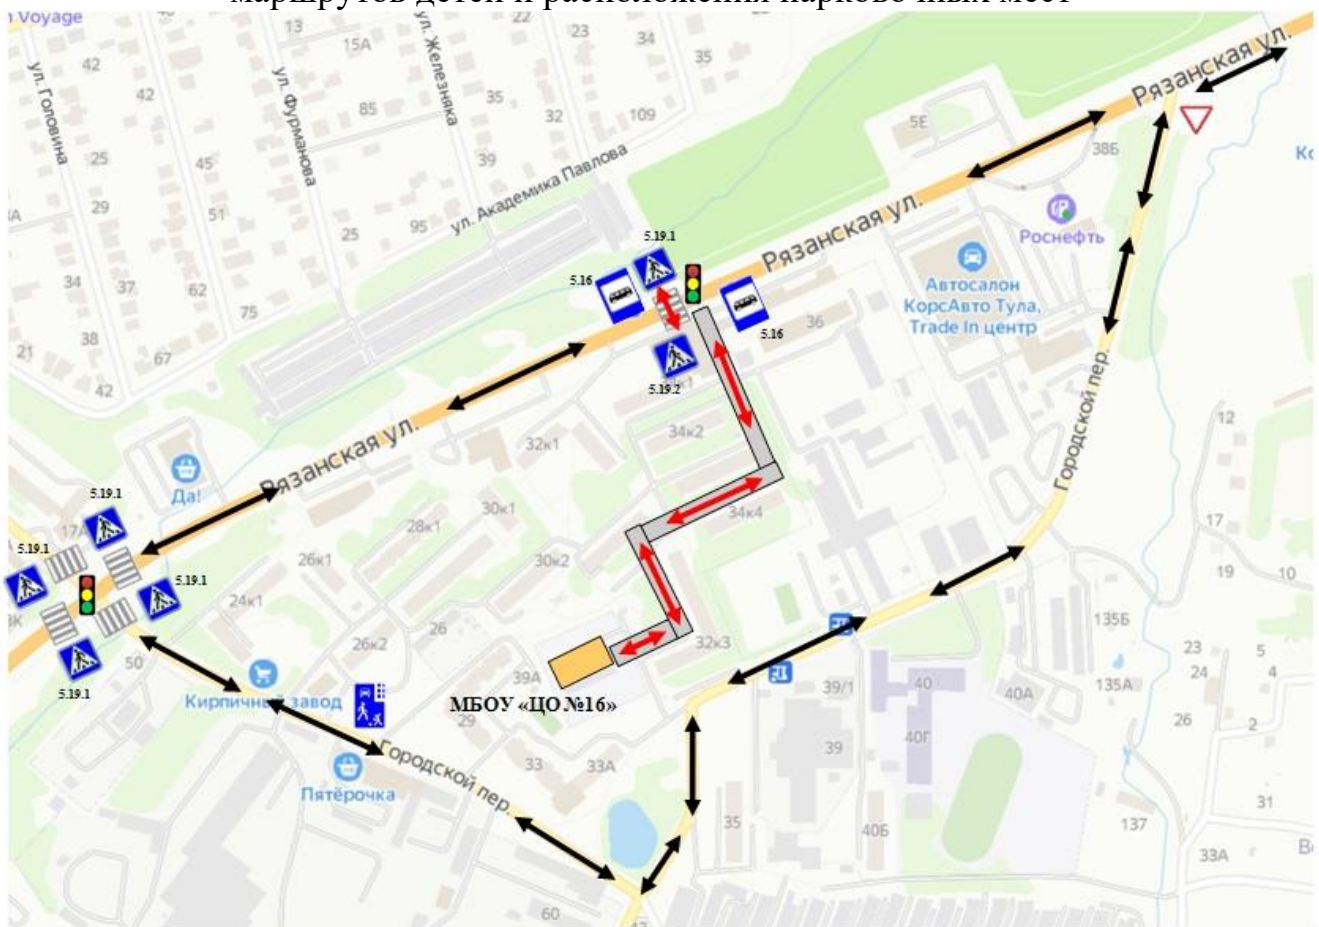 маршрутов детей и расположения парковочных мест
Voyage
13
15А
22
23
34
35
42
ул. Головина
ул. Фурманова
ул. Железняка
42
85
35
32
109
5Е
Рязанская ул.
38Б
25
45
39
ул. Академика Павлова
29
51
25
95
5.19.1
Рязанская ул.
Роснефть
34
37
62
5.16
Автосалон
КорсАвто Тула,
Trade In центр
75
36
5.16
38
21
67
42
5.19.2
Городской пер.
12
34к2
32к1
Рязанская ул.
Да!
5.19.1
17А
28к1
30к1
34к4
17
5.19.1
26к1
30к2
19
10
5.19.1
24к1
26к2
26
32к3
135Б
50
23
5
24
4
5.19.1
Кирпичный завод
39А
МБОУ «ЦО №16»
39/1
40
40А
135А
29
26
2
40Г
39
Городской пер.
33
33А
Пятёрочка
31
35
40Б
137
33А
60